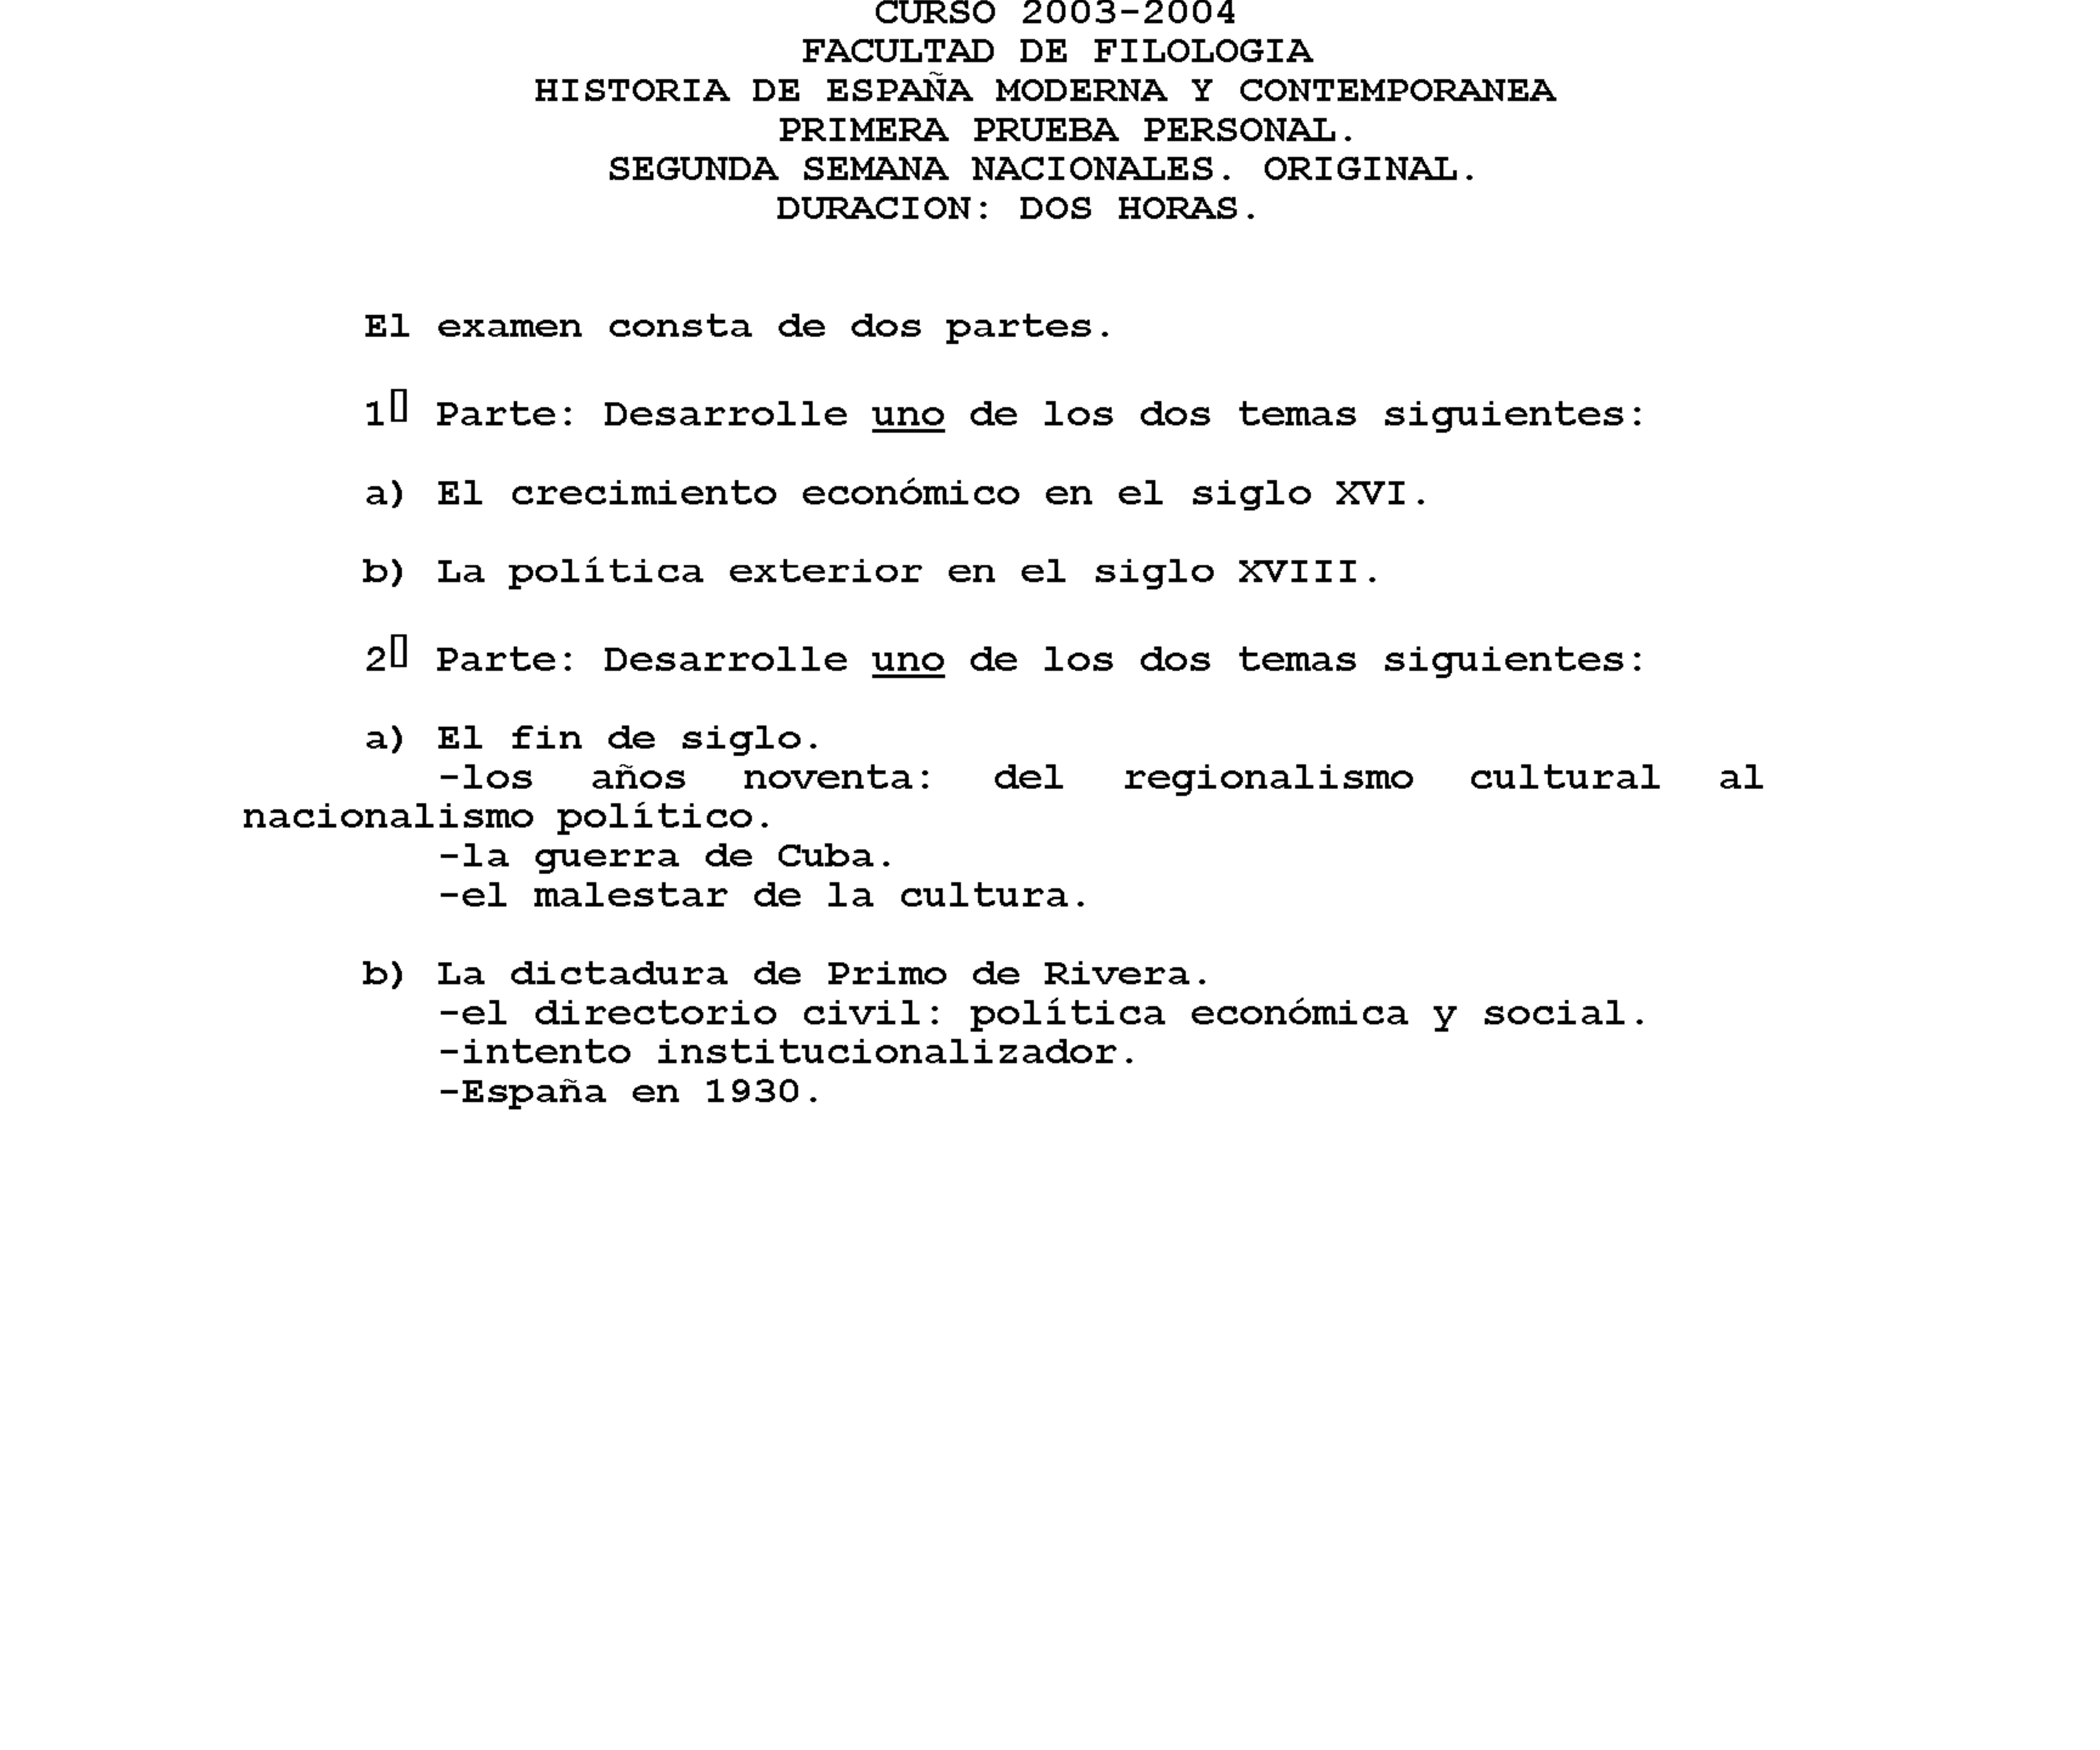 CURSO 2003-2004
FACULTAD DE FILOLOGIA
HISTORIA DE ESPAÑA MODERNA Y CONTEMPORANEA
PRIMERA PRUEBA PERSONAL.
SEGUNDA SEMANA NACIONALES. ORIGINAL.
DURACION: DOS HORAS.
El examen consta de dos partes.
1▯ Parte: Desarrolle uno de los dos temas siguientes:
a) El crecimiento económico en el siglo XVI.
b) La política exterior en el siglo XVIII.
2▯ Parte: Desarrolle uno de los dos temas siguientes:
a) El fin de siglo.
-los años noventa: del regionalismo cultural al
nacionalismo político.
-la guerra de Cuba.
-el malestar de la cultura.
b) La dictadura de Primo de Rivera.
-el directorio civil: política económica y social.
-intento institucionalizador.
-España en 1930.